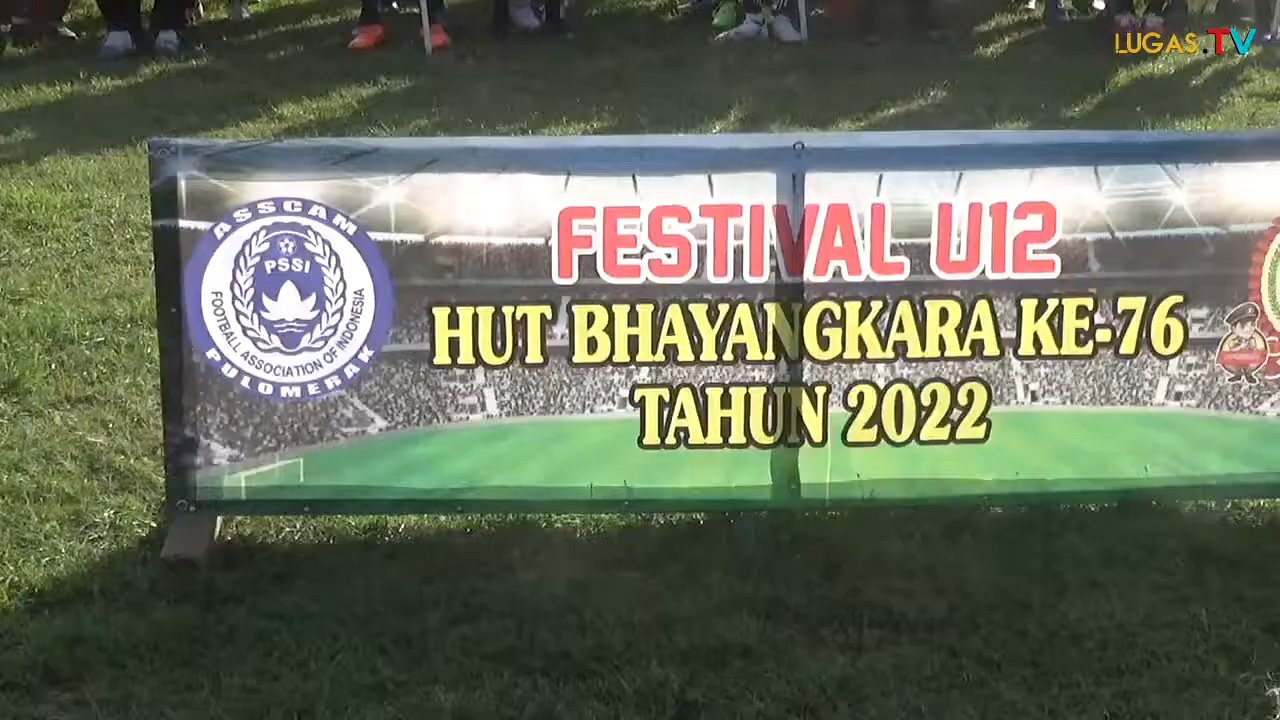 LUGAS.TV
FESTIVAL U12
HUT BHAYANGKARA KE-76
TAHUN 2022
ASSCAM
PSSI
FOOTBALL ASSOCIATION OF INDONESIA
PULOMERAK